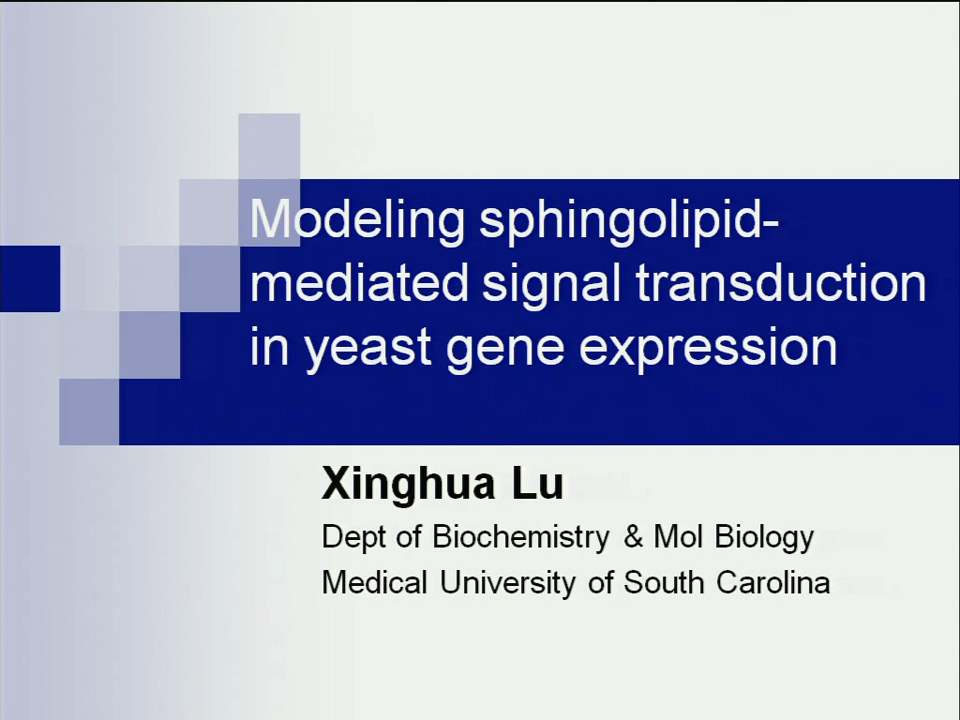 Modeling sphingolipid-
mediated signal transduction
in yeast gene expression
Xinghua Lu
Dept of Biochemistry & Mol Biology
Medical University of South Carolina